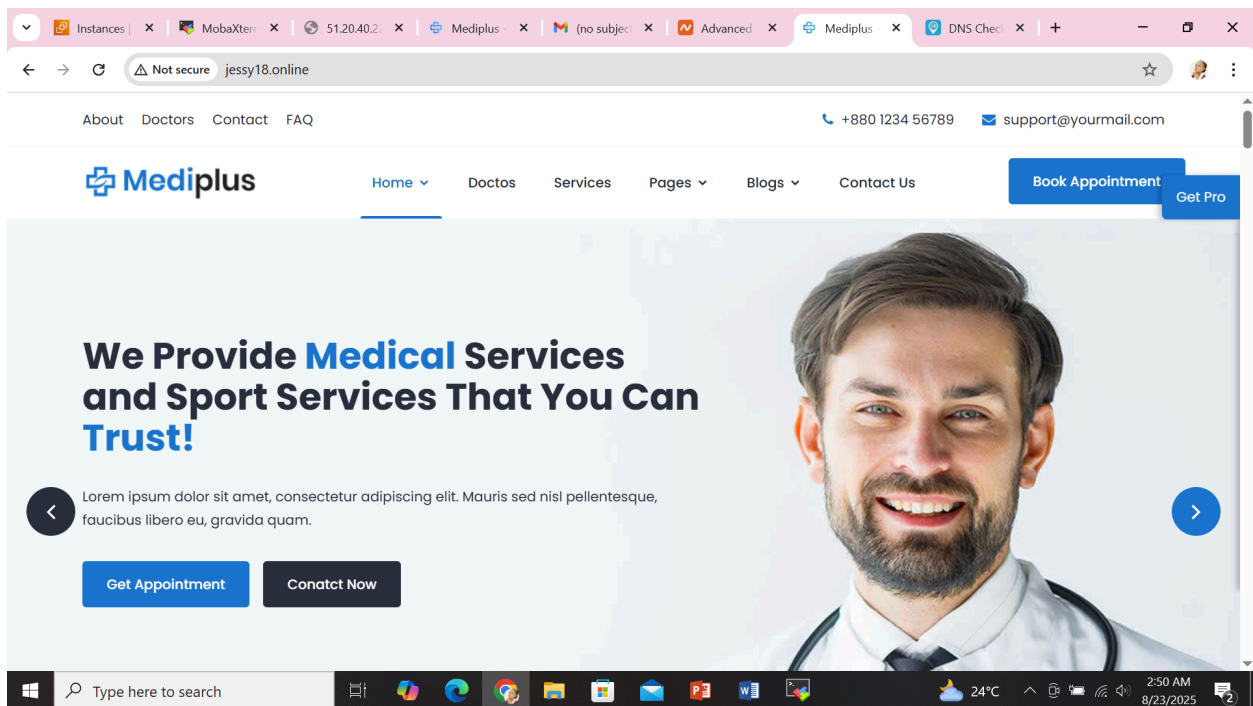 Instances |
MobaXterm
51.20.40.22
Mediplus -
(no subject
Advanced
Mediplus -
DNS Check
Not secure
jessy18.online
About Doctors Contact FAQ
+880 1234 56789 support@yourmail.com
Mediplus
Home Doctos Services Pages Blogs Contact Us
Book Appointment
Get Pro
We Provide Medical Services
and Sport Services That You Can
Trust!
Lorem ipsum dolor sit amet, consectetur adipiscing elit. Mauris sed nisl pellentesque,
faucibus libero eu, gravida quam.
Get Appointment
Conatct Now
Type here to search
24°C
2:50 AM
8/23/2025
2